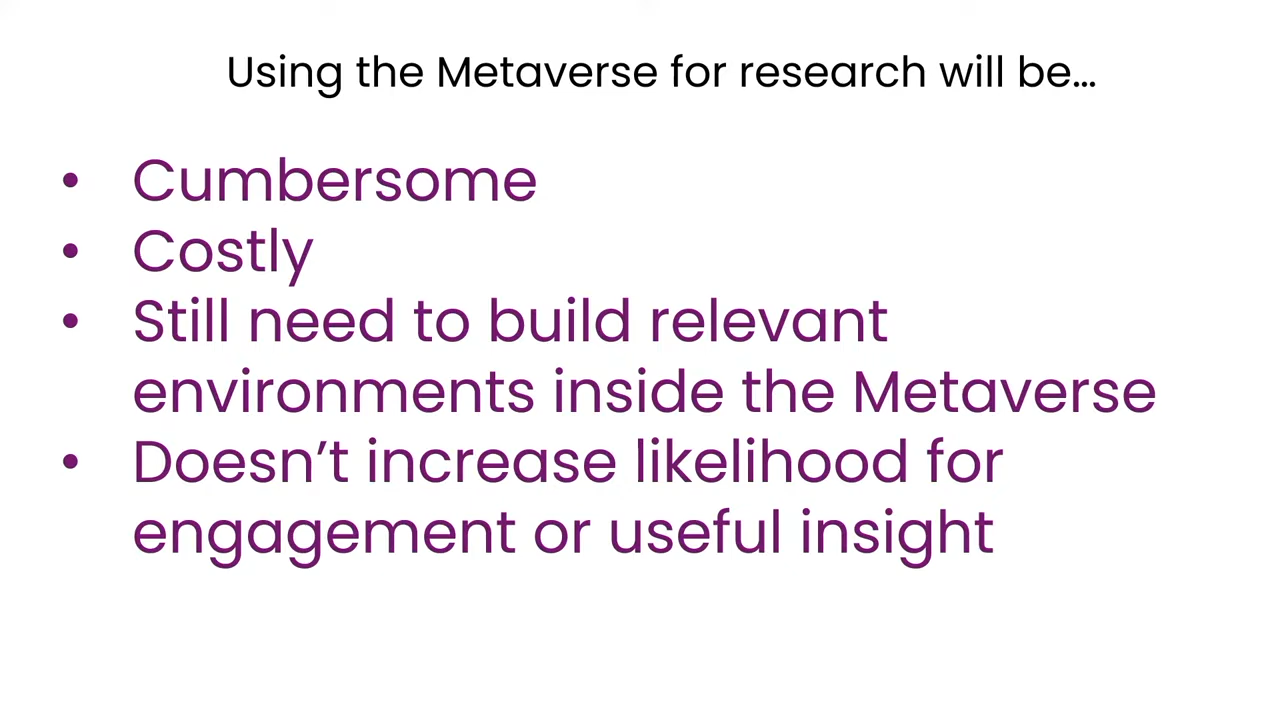 Using the Metaverse for research will be...
• Cumbersome
• Costly
• Still need to build relevant
environments inside the Metaverse
• Doesn’t increase likelihood for
engagement or useful insight